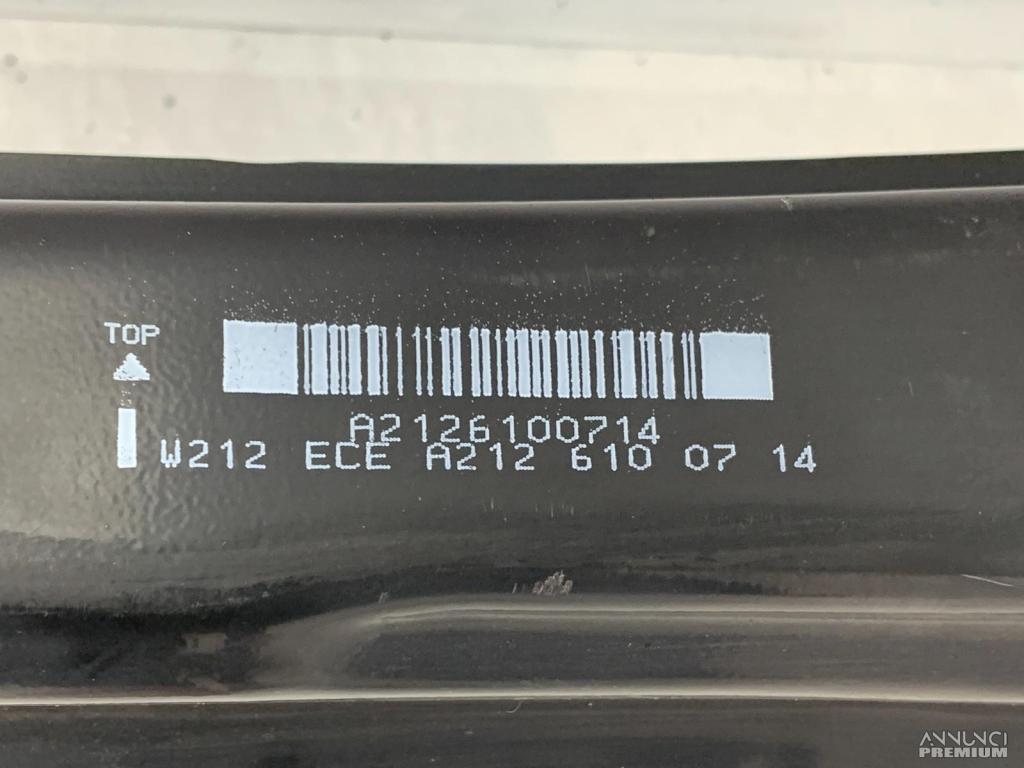 TOP
A2126100714
W212 ECE A212 610 07 14
ANNUNCI
PREMIUM